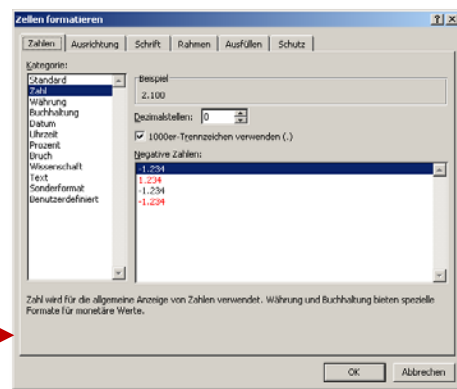 Zellen formatieren
Zahlen Ausrichtung Schrift Rahmen Ausfüllen Schutz
Kategorie:
Standard
Zahl
Währung
Buchhaltung
Datum
Uhrzeit
Prozent
Bruch
Wissenschaft
Text
Sonderformat
Benutzerdefiniert
Beispiel
2.100
Dezimalstellen: 0
1000er-Trennzeichen verwenden (.)
Negative Zahlen:
-1.234
1.234
-1.234
-1.234
Zahl wird für die allgemeine Anzeige von Zahlen verwendet. Währung und Buchhaltung bieten spezielle
Formate für monetäre Werte.
OK Abbrechen